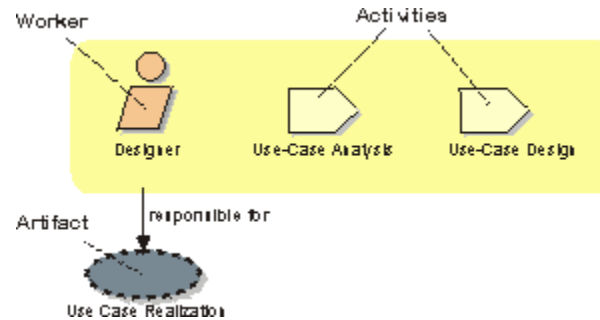 Worker
Activities
Designer
Use-Case Analysis
Use-Case Design
responsible for
Artifact
Use Case Realization